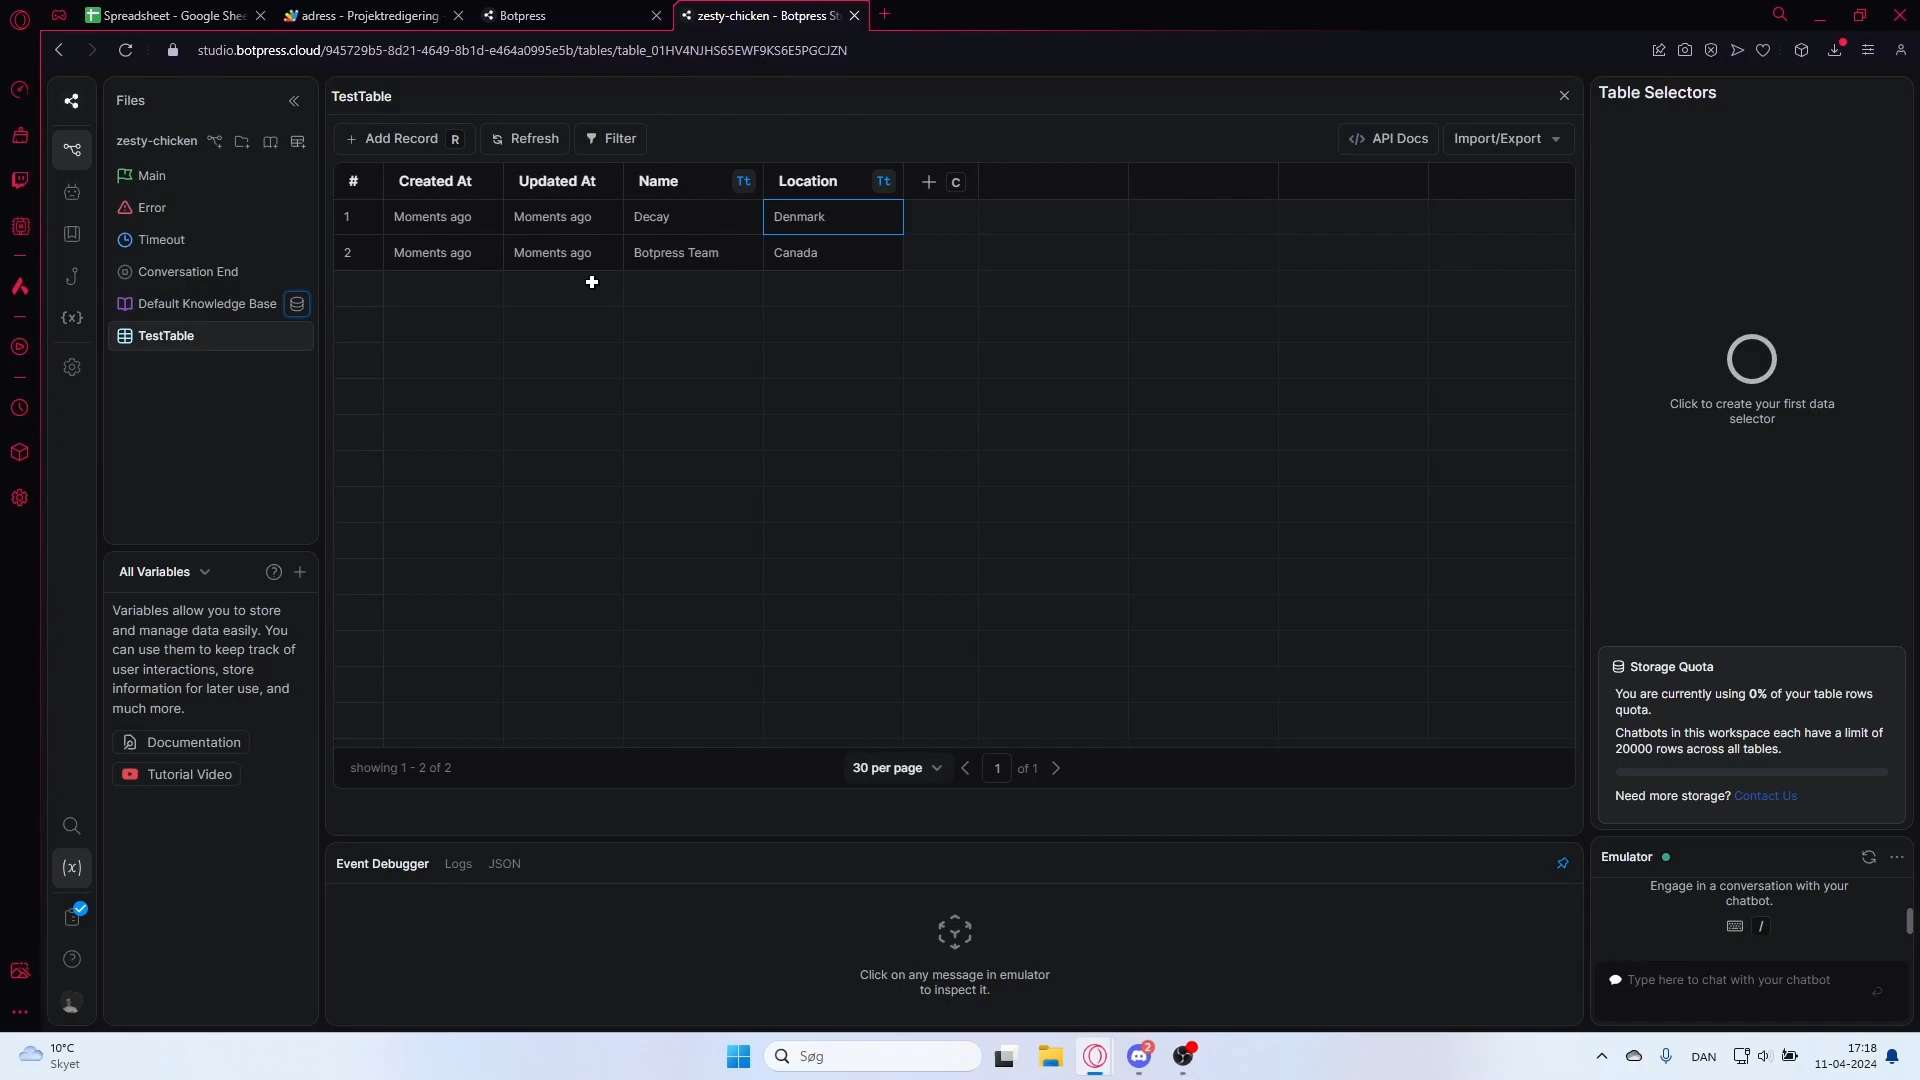 Spreadsheet - Google Shee
adress - Projektredigering
Botpress
zesty-chicken - Botpress St
studio.botpress.cloud/945729b5-8d21-4649-8b1d-e464a0995e5b/tables/table_01HV4NJHS65EWF9KS6E5PGCJZN
Files
zesty-chicken
Main
Error
Timeout
Conversation End
Default Knowledge Base
TestTable
All Variables
Variables allow you to store
and manage data easily. You
can use them to keep track of
user interactions, store
information for later use, and
much more.
Documentation
Tutorial Video
TestTable
Add Record R Refresh Filter API Docs Import/Export
# Created At Updated At Name Tt Location Tt C
1 Moments ago Moments ago Decay Denmark
2 Moments ago Moments ago Botpress Team Canada
showing 1 - 2 of 2 30 per page 1 of 1
Event Debugger Logs JSON
Click on any message in emulator
to inspect it.
Table Selectors
Click to create your first data
selector
Storage Quota
You are currently using 0% of your table rows
quota.
Chatbots in this workspace each have a limit of
20000 rows across all tables.
Need more storage? Contact Us
Emulator
Engage in a conversation with your
chatbot.
/
Type here to chat with your chatbot
10°C
Skyet
Søg
2
DAN
17:18
11-04-2024